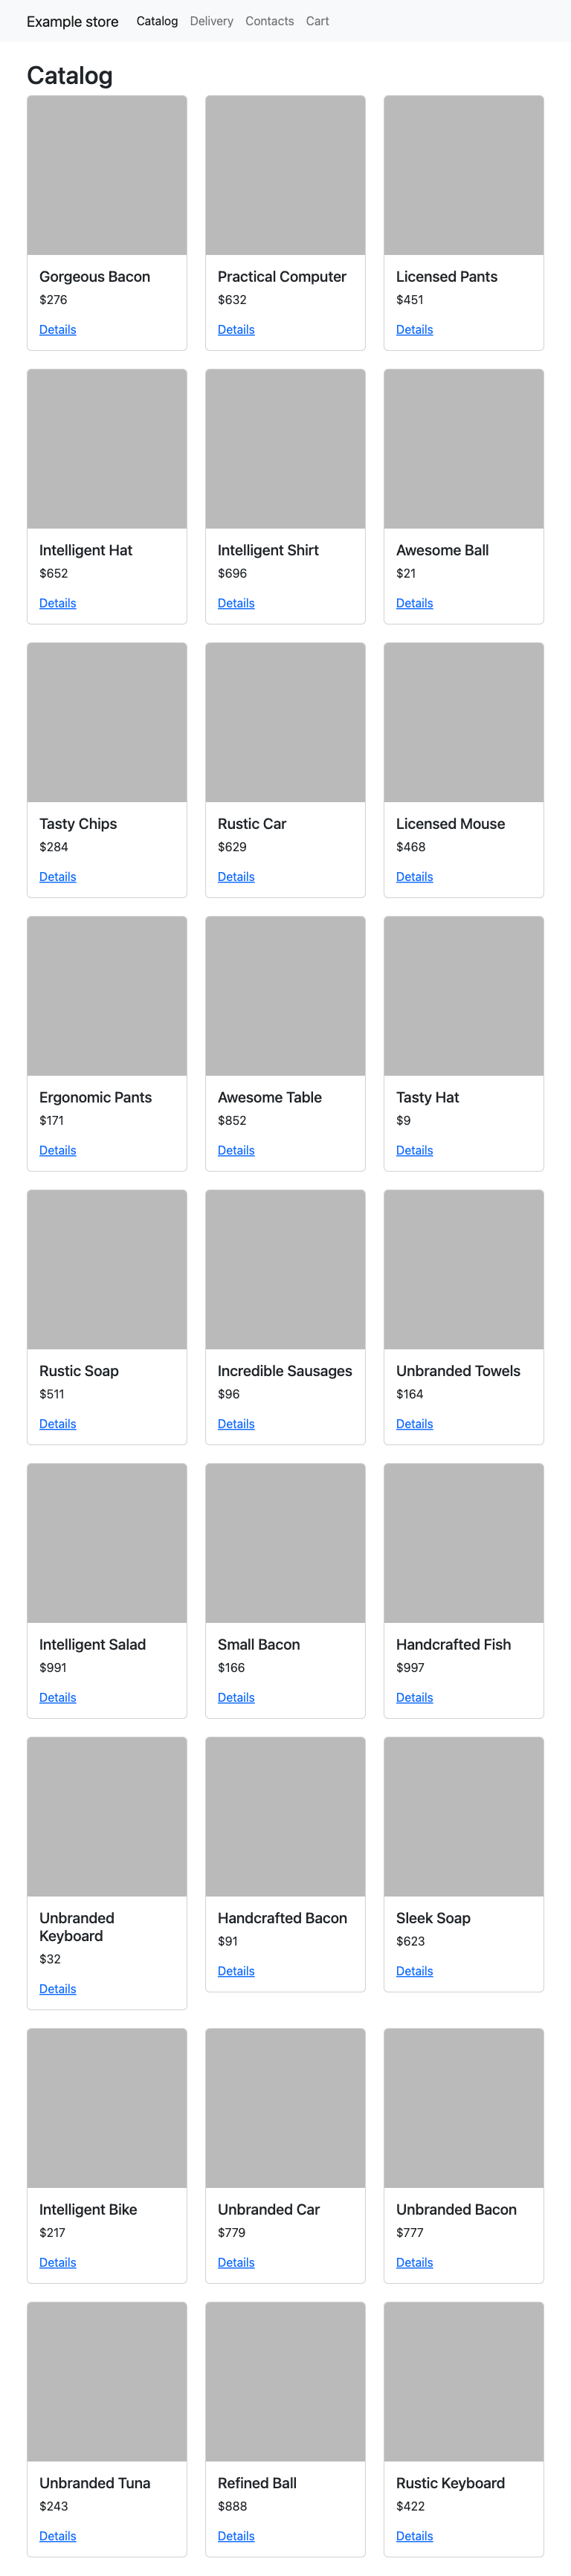 Example store Catalog Delivery Contacts Cart
Catalog
Gorgeous Bacon
$276
Details
Practical Computer
$632
Details
Licensed Pants
$451
Details
Intelligent Hat
$652
Details
Intelligent Shirt
$696
Details
Awesome Ball
$21
Details
Tasty Chips
$284
Details
Rustic Car
$629
Details
Licensed Mouse
$468
Details
Ergonomic Pants
$171
Details
Awesome Table
$852
Details
Tasty Hat
$9
Details
Rustic Soap
$511
Details
Incredible Sausages
$96
Details
Unbranded Towels
$164
Details
Intelligent Salad
$991
Details
Small Bacon
$166
Details
Handcrafted Fish
$997
Details
Unbranded
Keyboard
$32
Details
Handcrafted Bacon
$91
Details
Sleek Soap
$623
Details
Intelligent Bike
$217
Details
Unbranded Car
$779
Details
Unbranded Bacon
$777
Details
Unbranded Tuna
$243
Details
Refined Ball
$888
Details
Rustic Keyboard
$422
Details